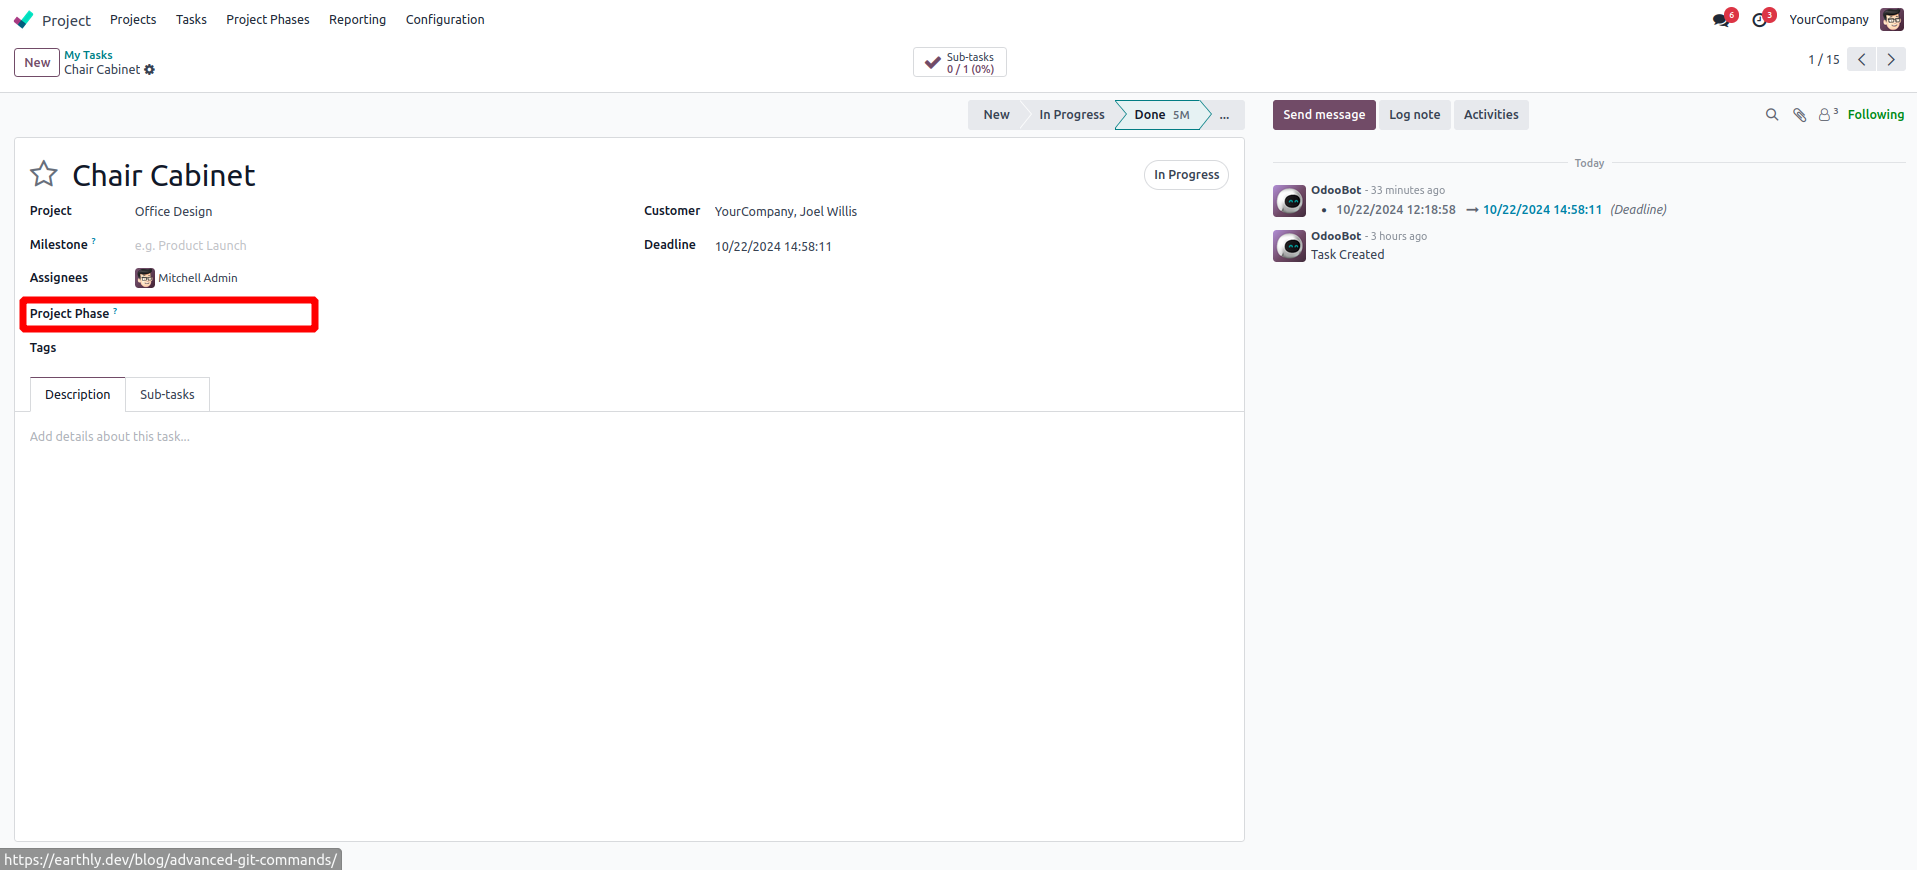 Project Projects Tasks Project Phases Reporting Configuration 6 3 YourCompany
New My Tasks
Chair Cabinet
Sub-tasks
0 / 1 (0%)
1 / 15
New In Progress Done 5M ...
Send message Log note Activities 3 Following
Chair Cabinet In Progress
Project Office Design
Customer YourCompany, Joel Willis
Milestone ? e.g. Product Launch
Deadline 10/22/2024 14:58:11
Assignees Mitchell Admin
Project Phase ?
Tags
Description Sub-tasks
Add details about this task...
Today
OdooBot - 33 minutes ago
• 10/22/2024 12:18:58 → 10/22/2024 14:58:11 (Deadline)
OdooBot - 3 hours ago
Task Created
https://earthly.dev/blog/advanced-git-commands/